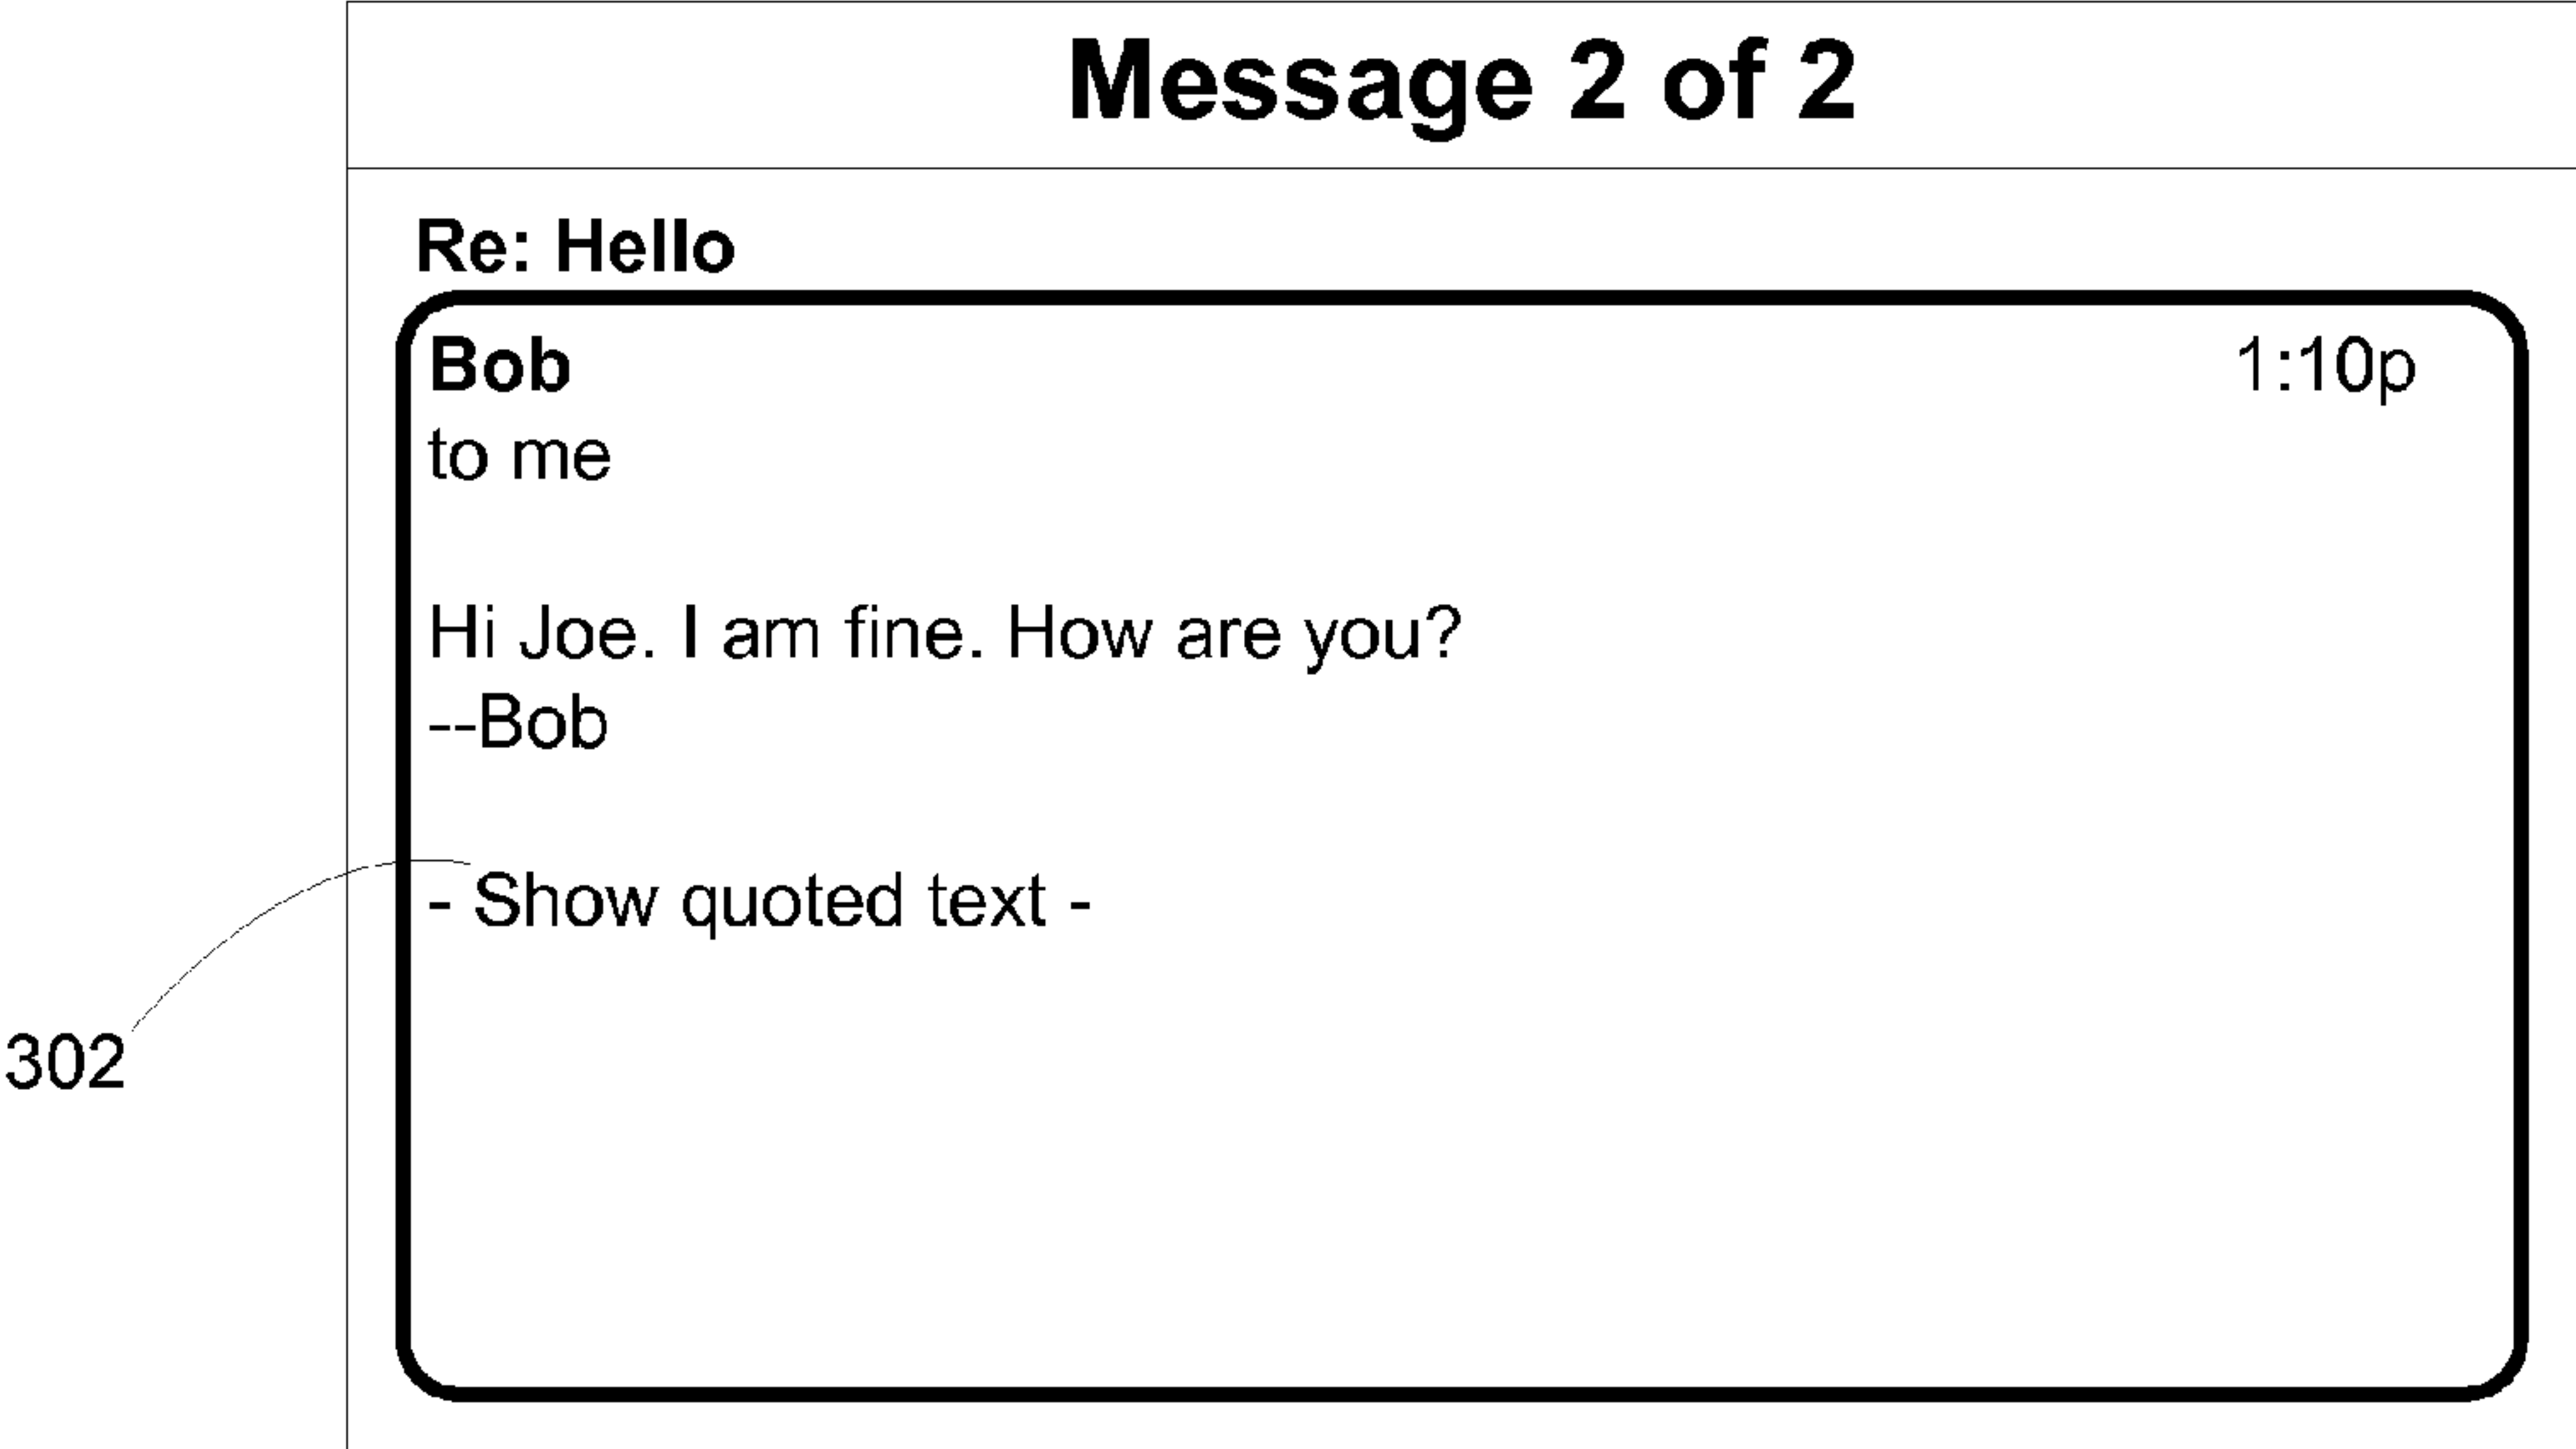 Message 2 of 2
Re: Hello
Bob 1:10p
to me
Hi Joe. I am fine. How are you?
--Bob
- Show quoted text -
302